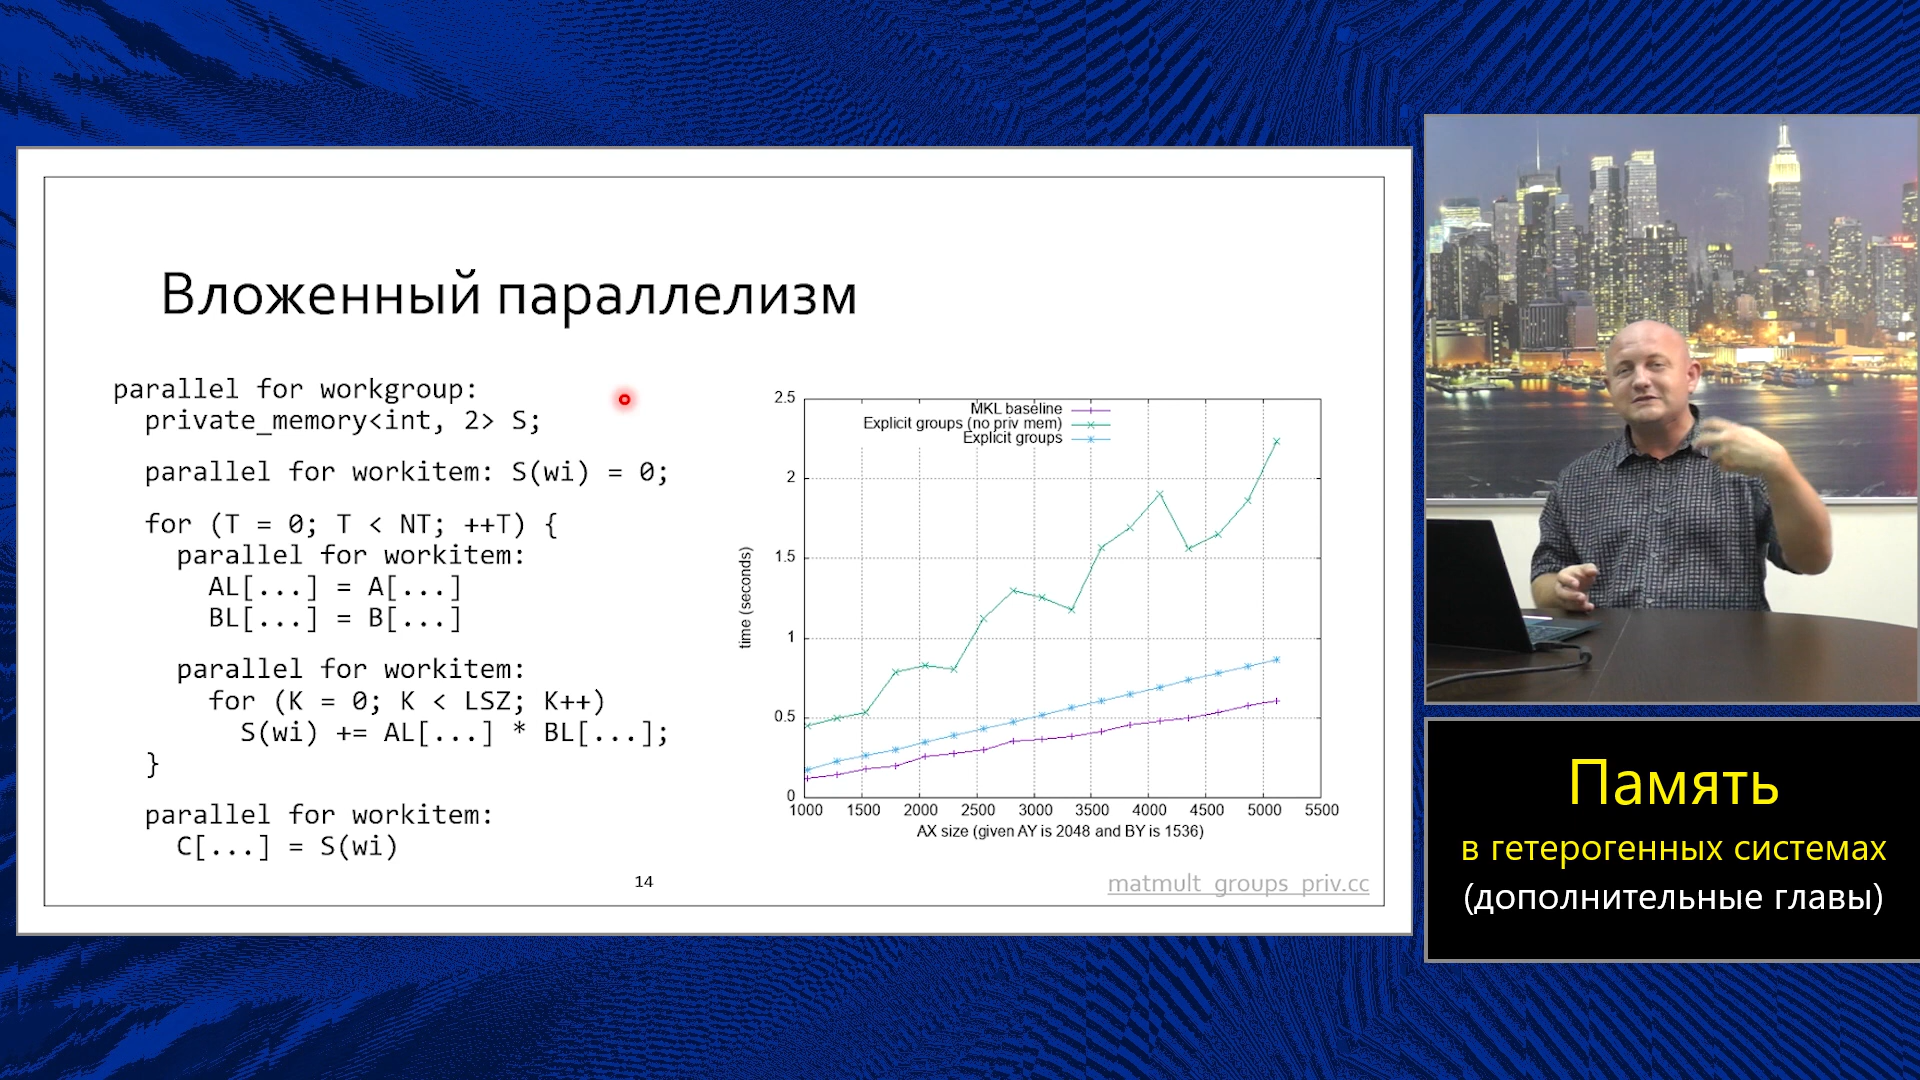 Вложенный параллелизм
parallel for workgroup:
private_memory<int, 2> S;
parallel for workitem: S(wi) = 0;
for (T = 0; T < NT; ++T) {
parallel for workitem:
AL[...] = A[...]
BL[...] = B[...]
parallel for workitem:
for (K = 0; K < LSZ; K++)
S(wi) += AL[...] * BL[...];
}
parallel for workitem:
C[...] = S(wi)
14
2.5
2
1.5
1
0.5
0
time (seconds)
MKL baseline
Explicit groups (no priv mem)
Explicit groups
1000 1500 2000 2500 3000 3500 4000 4500 5000 5500
AX size (given AY is 2048 and BY is 1536)
matmult_groups_priv.cc
Память
в гетерогенных системах
(дополнительные главы)